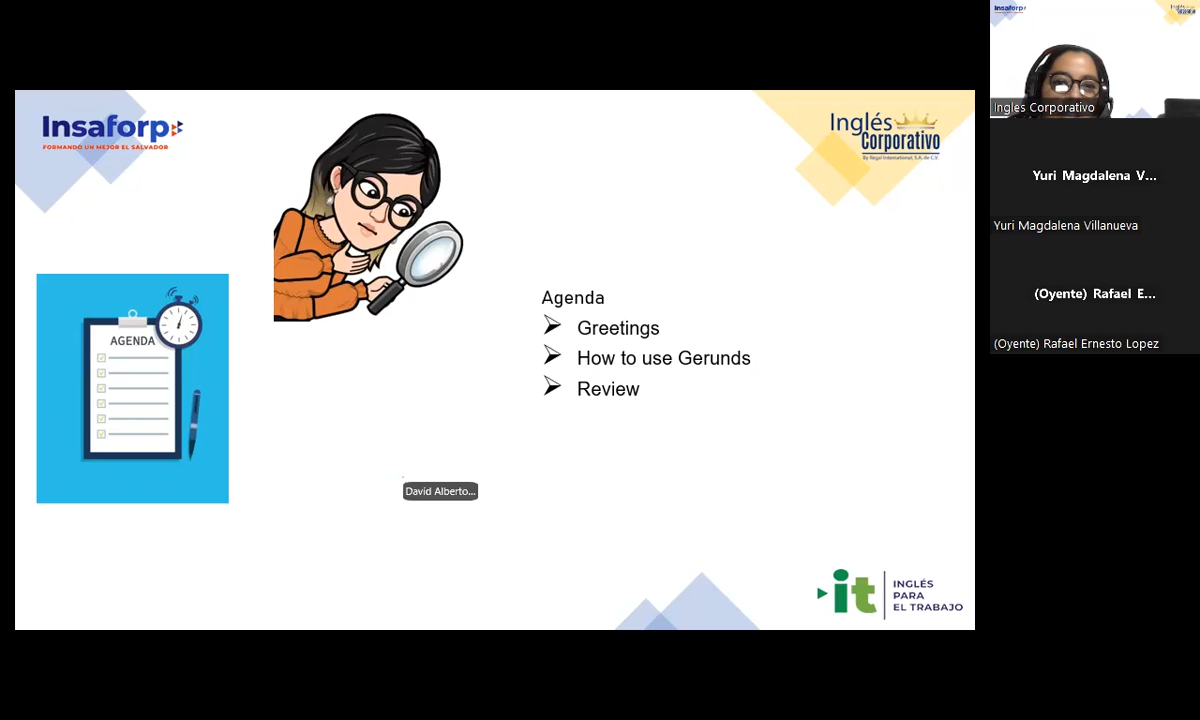 Insaforp
FORMANDO UN MEJOR EL SALVADOR
Inglés
Corporativo
By Regal International, S.A. de C.V.
AGENDA
Agenda
Greetings
How to use Gerunds
Review
David Alberto...
it
INGLÉS
PARA
EL TRABAJO
Insaforp
Ingles Corporativo
Yuri Magdalena V...
Yuri Magdalena Villanueva
(Oyente) Rafael E...
(Oyente) Rafael Ernesto Lopez